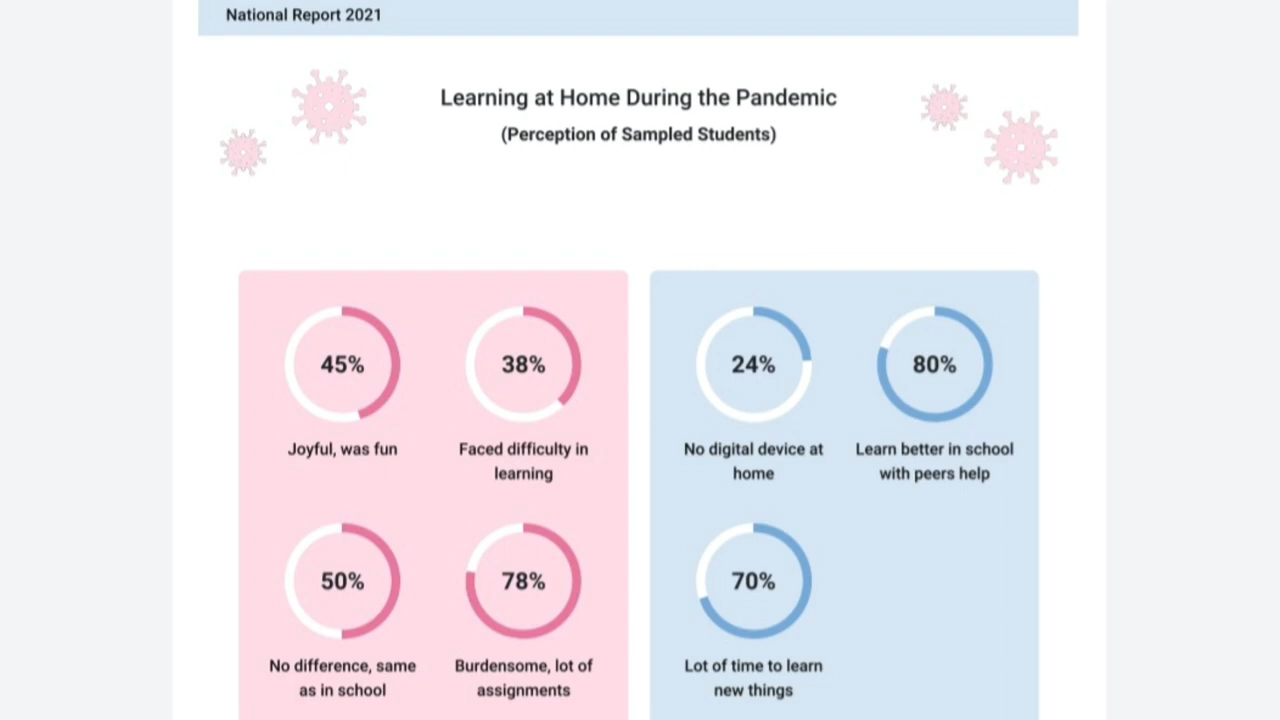 National Report 2021
Learning at Home During the Pandemic
(Perception of Sampled Students)
45%
Joyful, was fun
38%
Faced difficulty in
learning
50%
No difference, same
as in school
78%
Burdensome, lot of
assignments
24%
No digital device at
home
80%
Learn better in school
with peers help
70%
Lot of time to learn
new things